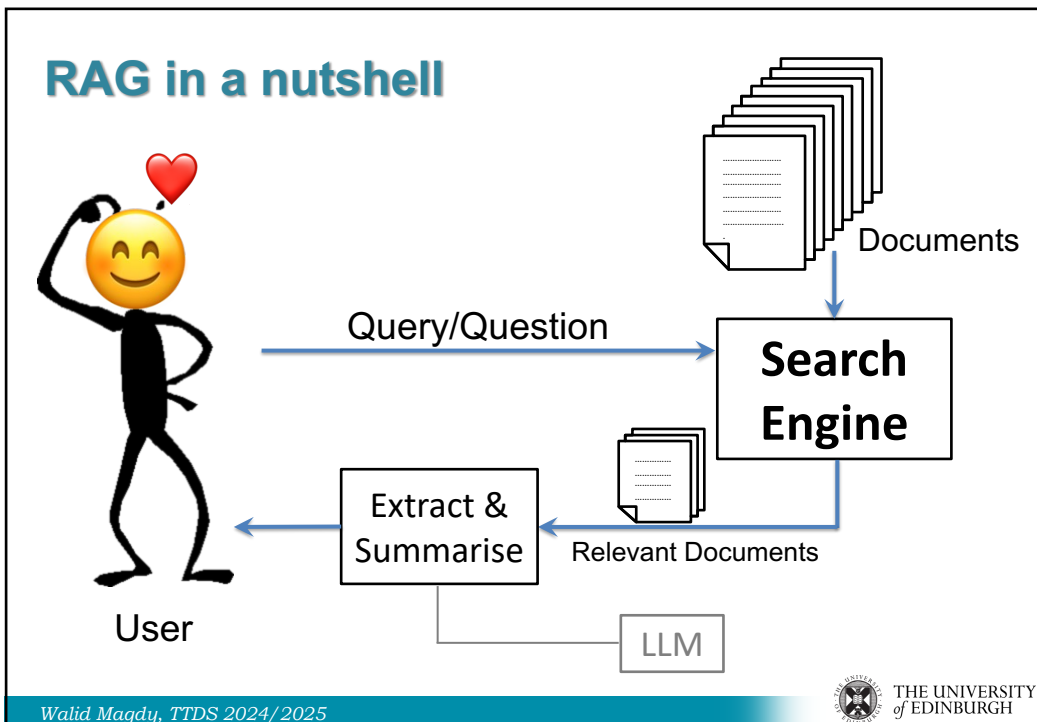 RAG in a nutshell
Documents
Query/Question
Search
Engine
Extract &
Summarise
Relevant Documents
User
LLM
Walid Magdy, TTDS 2024/2025
THE UNIVERSITY
of EDINBURGH